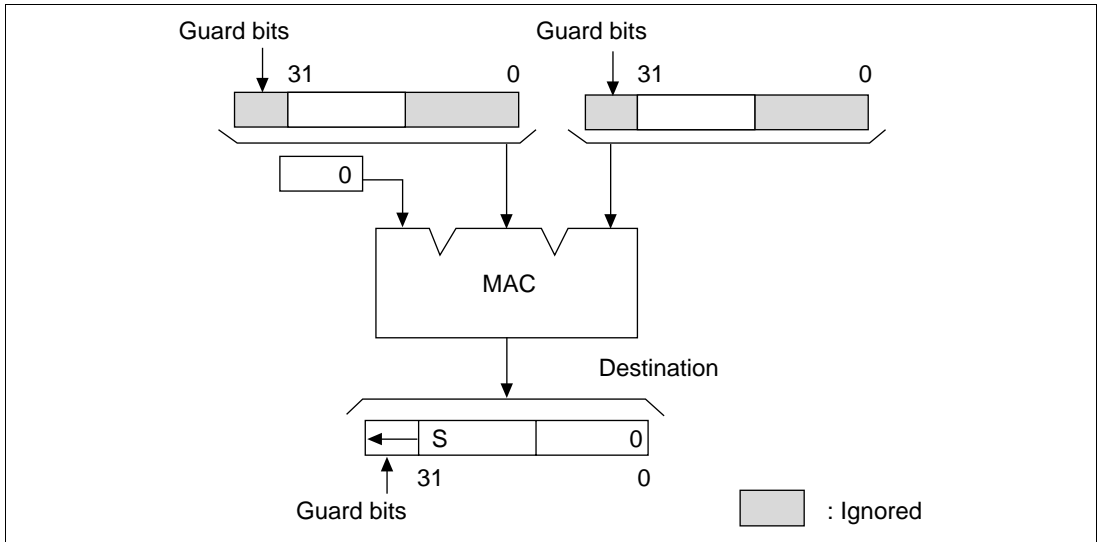 Guard bits
Guard bits
31 0
31 0
0
MAC
Destination
S 0
31 0
Guard bits
: Ignored